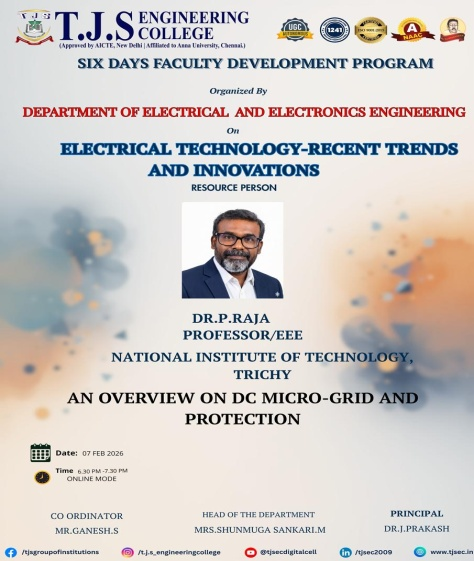 T.J.S ENGINEERING COLLEGE
(Approved by AICTE, New Delhi | Affiliated to Anna University, Chennai.)
UGC
AUTONOMOUS
1241
NAAC
SIX DAYS FACULTY DEVELOPMENT PROGRAM
Organized By
DEPARTMENT OF ELECTRICAL AND ELECTRONICS ENGINEERING
On
ELECTRICAL TECHNOLOGY-RECENT TRENDS
AND INNOVATIONS
RESOURCE PERSON
DR.P.RAJA
PROFESSOR/EEE
NATIONAL INSTITUTE OF TECHNOLOGY,
TRICHY
AN OVERVIEW ON DC MICRO-GRID AND
PROTECTION
Date: 07 FEB 2026
Time 6.30 PM -7.30 PM
ONLINE MODE
CO ORDINATOR
MR.GANESH.S
HEAD OF THE DEPARTMENT
MRS.SHUNMUGA SANKARI.M
PRINCIPAL
DR.J.PRAKASH
/tjsgroupofinstitutions
/t.j.s_engineeringcollege
@tjsecdigitalcell
/tjsec2009
www.tjsec.in